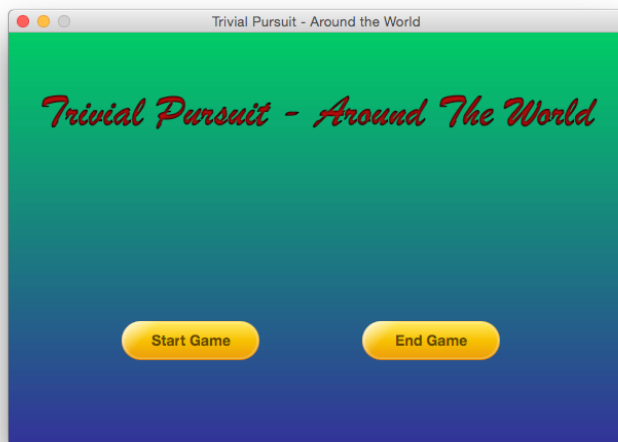 Trivial Pursuit - Around the World
Trivial Pursuit - Around The World
Start Game End Game